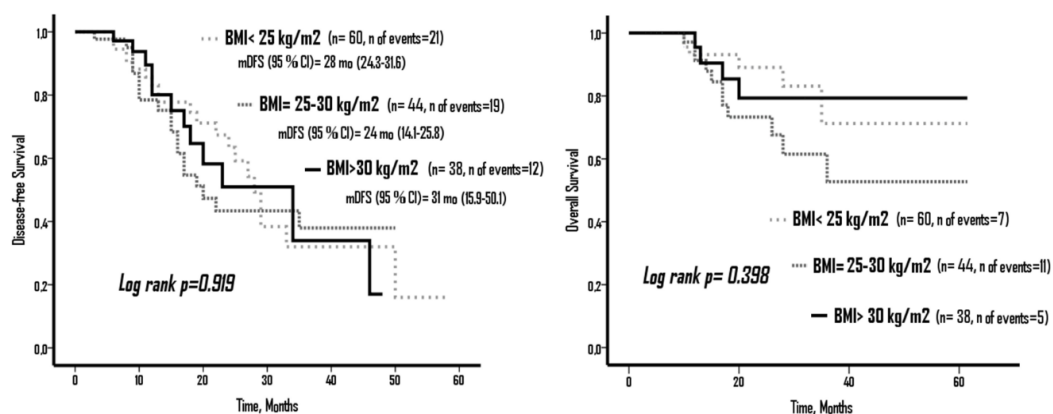 Disease-free Survival
1,0
0,8
0,6
0,4
0,2
0,0
BMI< 25 kg/m2 (n= 60, n of events=21)
mDFS (95 % CI)= 28 mo (24.3-31.6)
BMI= 25-30 kg/m2 (n= 44, n of events=19)
mDFS (95 % CI)= 24 mo (14.1-25.8)
BMI>30 kg/m2 (n= 38, n of events=12)
mDFS (95 % CI)= 31 mo (15.9-50.1)
Log rank p=0.919
0 10 20 30 40 50 60
Time, Months
Overall Survival
1,0
0,8
0,6
0,4
0,2
0,0
BMI< 25 kg/m2 (n= 60, n of events=7)
BMI= 25-30 kg/m2 (n= 44, n of events=11)
BMI> 30 kg/m2 (n= 38, n of events=5)
Log rank p= 0.398
0 20 40 60
Time, Months